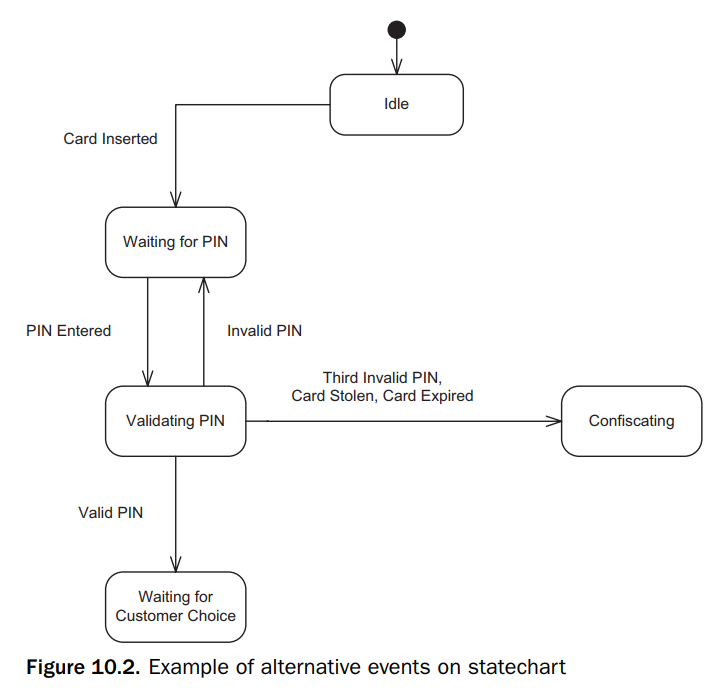 Idle
Card Inserted
Waiting for PIN
PIN Entered
Invalid PIN
Third Invalid PIN,
Card Stolen, Card Expired
Validating PIN
Confiscating
Valid PIN
Waiting for
Customer Choice
Figure 10.2. Example of alternative events on statechart